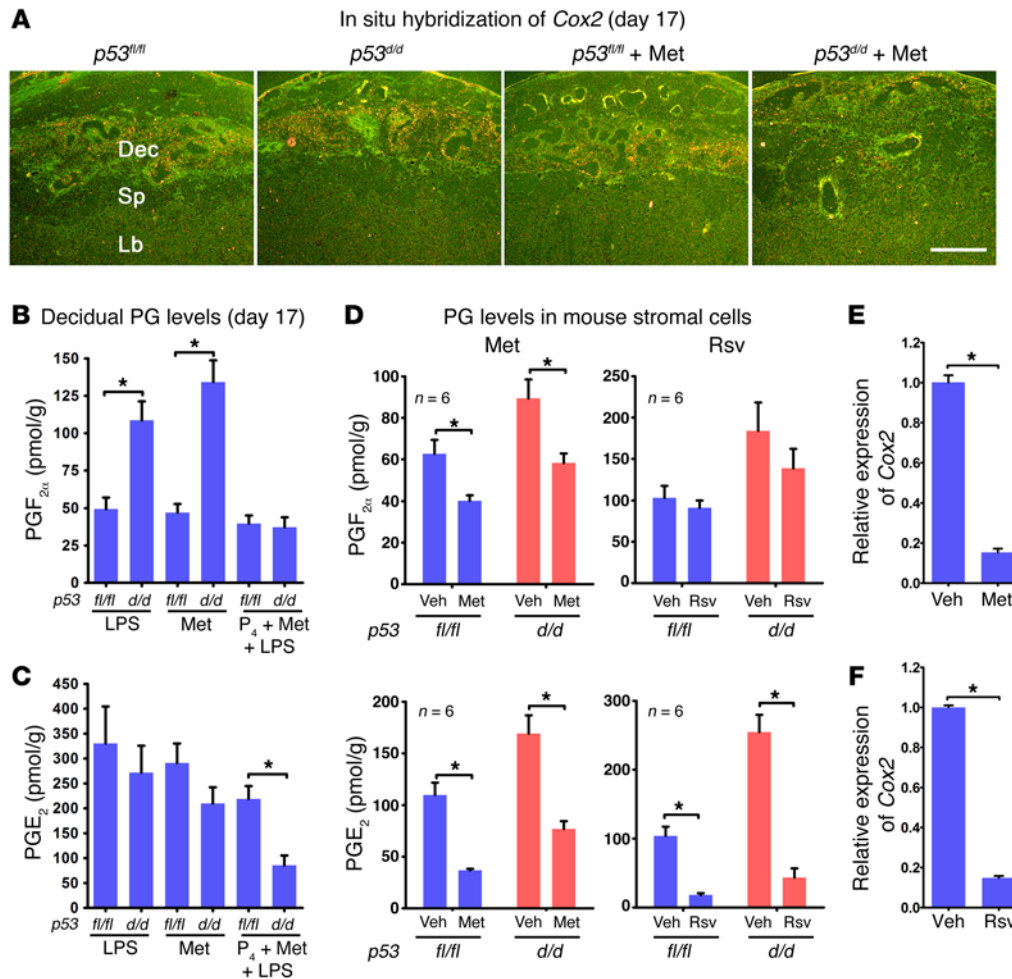 A
In situ hybridization of Cox2 (day 17)
p53fl/fl
p53d/d
p53fl/fl + Met
p53d/d + Met
Dec
Sp
Lb
B Decidual PG levels (day 17)
PGF2α (pmol/g)
150
125
100
75
50
25
0
*
*
p53 fl/fl d/d fl/fl d/d fl/fl d/d
LPS Met P4 + Met
+ LPS
C
PGE2 (pmol/g)
450
400
350
300
250
200
150
100
50
0
*
p53 fl/fl d/d fl/fl d/d fl/fl d/d
LPS Met P4 + Met
+ LPS
D PG levels in mouse stromal cells
Met
PGF2α (pmol/g)
100
80
60
40
20
0
n = 6
*
*
Veh Met Veh Met
p53 fl/fl d/d
Rsv
250
200
150
100
50
0
n = 6
Veh Rsv Veh Rsv
fl/fl d/d
PGE2 (pmol/g)
200
150
100
50
0
n = 6
*
*
Veh Met Veh Met
p53 fl/fl d/d
300
200
100
0
n = 6
*
*
Veh Rsv Veh Rsv
fl/fl d/d
E
Relative expression
of Cox2
1.2
1.0
0.8
0.6
0.4
0.2
0.0
*
Veh Met
F
Relative expression
of Cox2
1.2
1.0
0.8
0.6
0.4
0.2
0
*
Veh Rsv